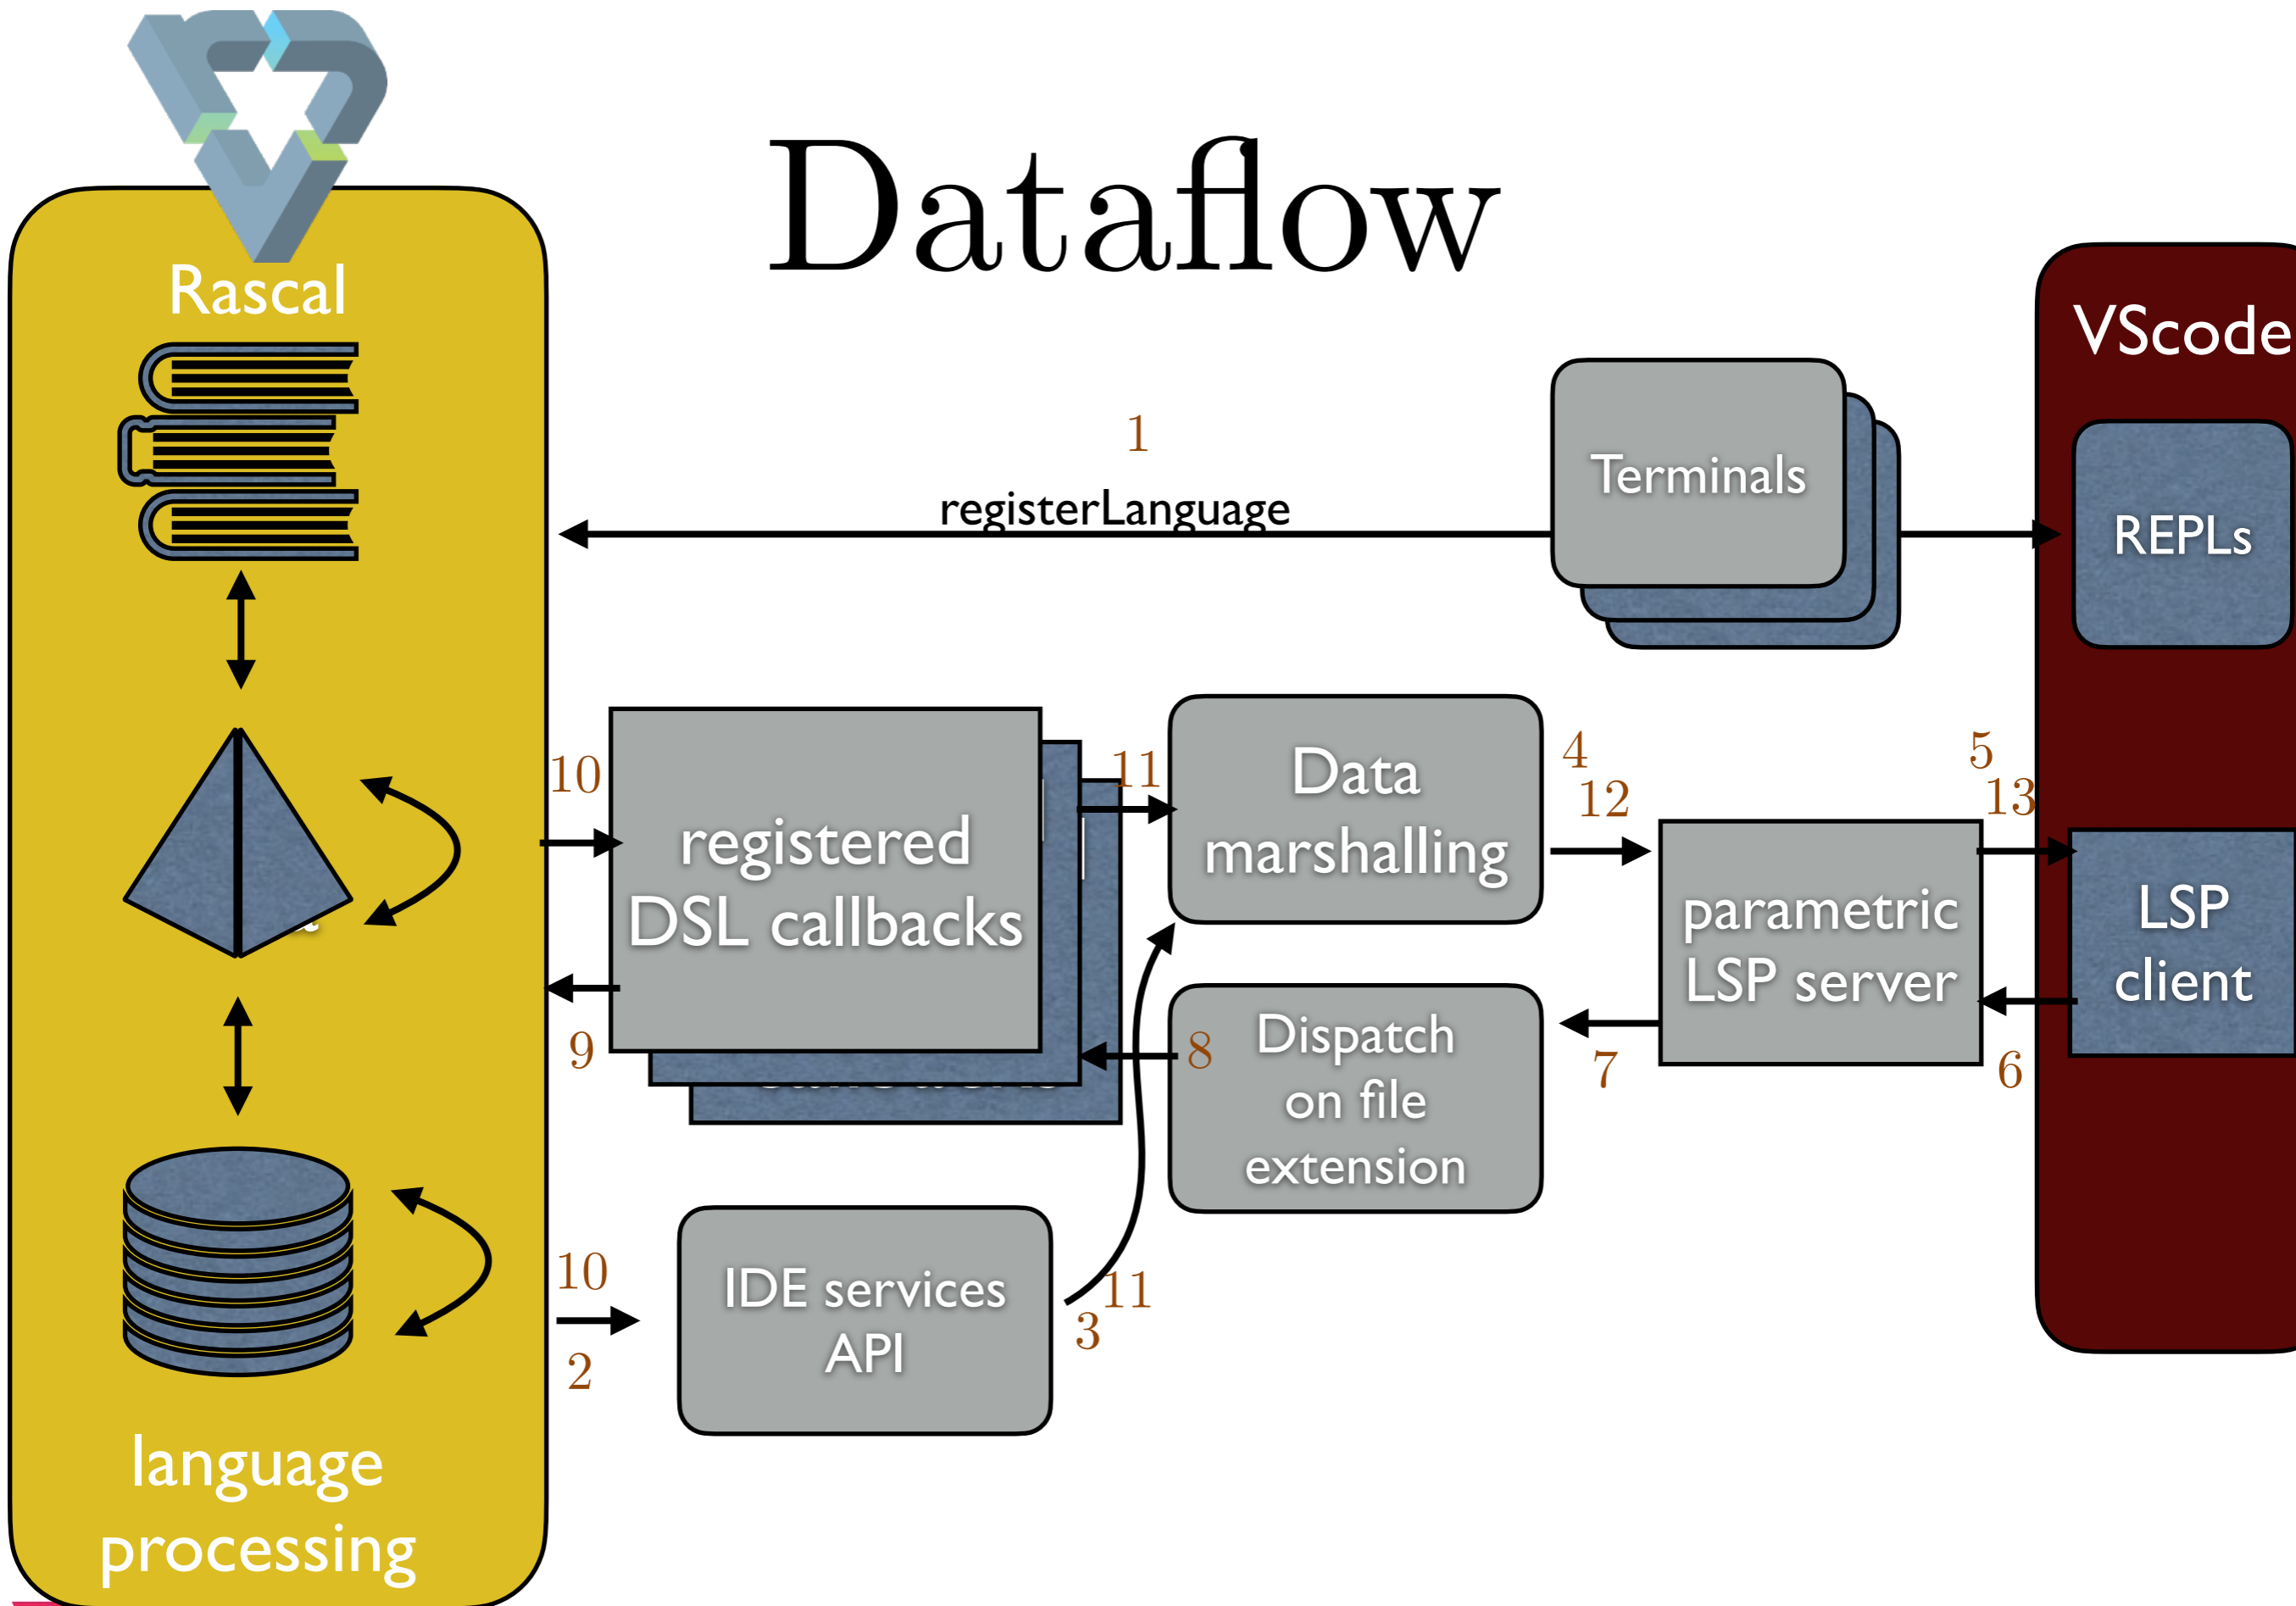 Dataflow
Rascal
VScode
1
registerLanguage
Terminals
REPLs
10
registered
DSL callbacks
11
Data
marshalling
4
12
5
13
parametric
LSP server
LSP
client
9
8
Dispatch
on file
extension
7
6
10
2
IDE services
API
11
3
language
processing